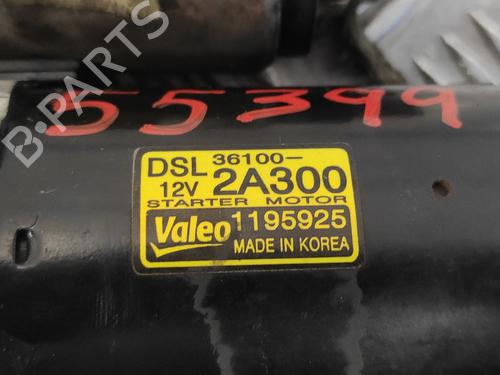 B-PARTS
55399
DSL 36100-
12V 2A300
STARTER MOTOR
Valeo 1195925
MADE IN KOREA